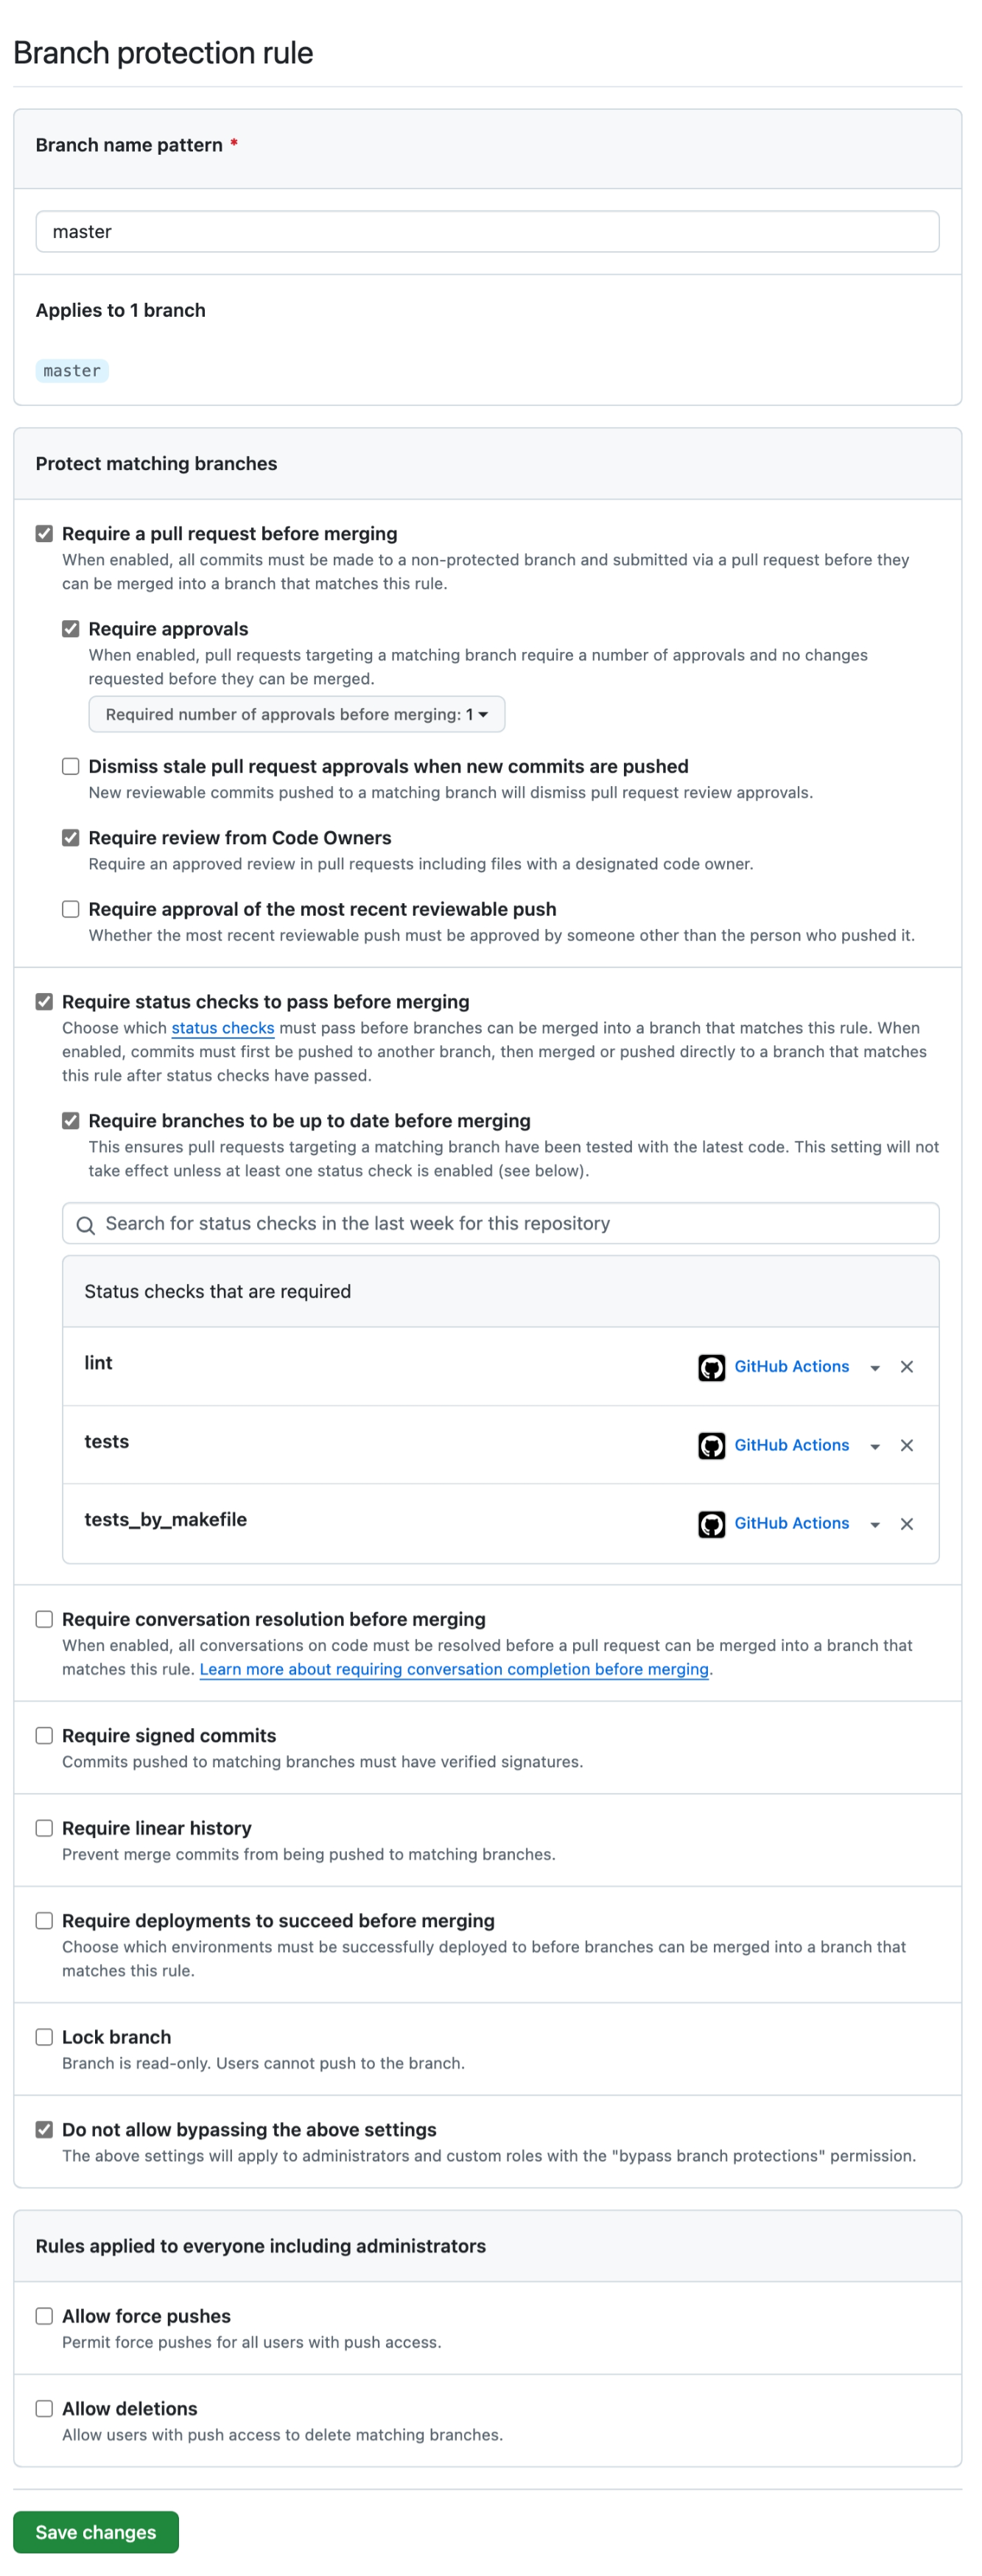 Branch protection rule
Branch name pattern *
master
Applies to 1 branch
master
Protect matching branches
Require a pull request before merging
When enabled, all commits must be made to a non-protected branch and submitted via a pull request before they
can be merged into a branch that matches this rule.
Require approvals
When enabled, pull requests targeting a matching branch require a number of approvals and no changes
requested before they can be merged.
Required number of approvals before merging: 1
Dismiss stale pull request approvals when new commits are pushed
New reviewable commits pushed to a matching branch will dismiss pull request review approvals.
Require review from Code Owners
Require an approved review in pull requests including files with a designated code owner.
Require approval of the most recent reviewable push
Whether the most recent reviewable push must be approved by someone other than the person who pushed it.
Require status checks to pass before merging
Choose which status checks must pass before branches can be merged into a branch that matches this rule. When
enabled, commits must first be pushed to another branch, then merged or pushed directly to a branch that matches
this rule after status checks have passed.
Require branches to be up to date before merging
This ensures pull requests targeting a matching branch have been tested with the latest code. This setting will not
take effect unless at least one status check is enabled (see below).
Search for status checks in the last week for this repository
Status checks that are required
lint GitHub Actions
tests GitHub Actions
tests_by_makefile GitHub Actions
Require conversation resolution before merging
When enabled, all conversations on code must be resolved before a pull request can be merged into a branch that
matches this rule. Learn more about requiring conversation completion before merging.
Require signed commits
Commits pushed to matching branches must have verified signatures.
Require linear history
Prevent merge commits from being pushed to matching branches.
Require deployments to succeed before merging
Choose which environments must be successfully deployed to before branches can be merged into a branch that
matches this rule.
Lock branch
Branch is read-only. Users cannot push to the branch.
Do not allow bypassing the above settings
The above settings will apply to administrators and custom roles with the "bypass branch protections" permission.
Rules applied to everyone including administrators
Allow force pushes
Permit force pushes for all users with push access.
Allow deletions
Allow users with push access to delete matching branches.
Save changes